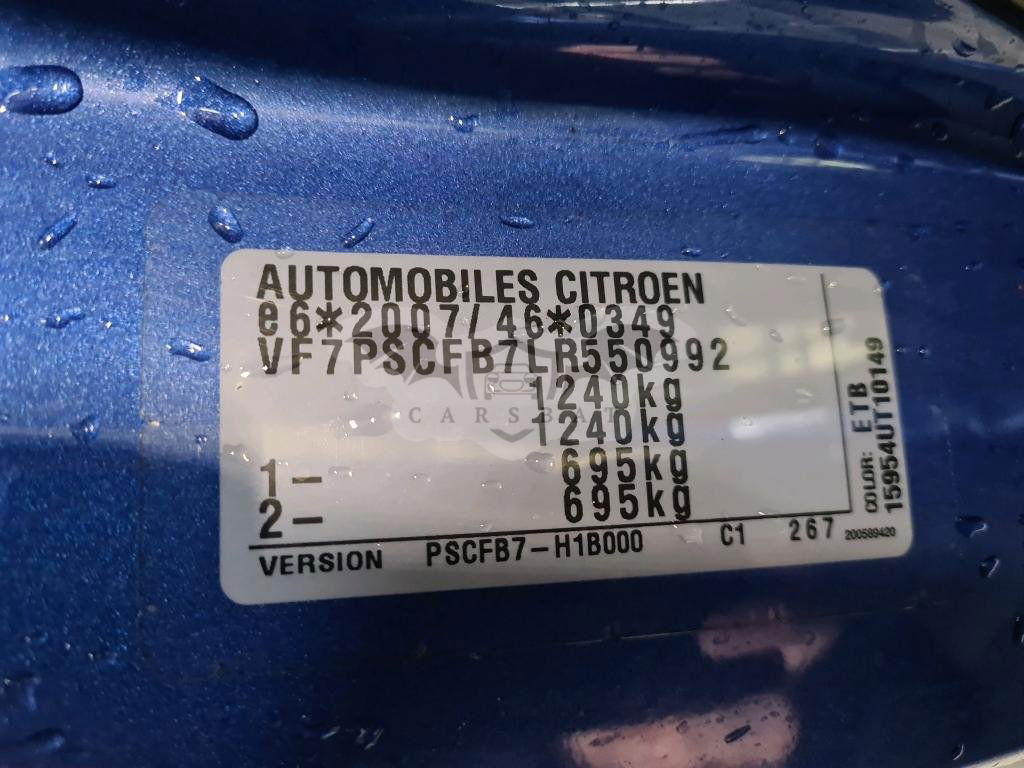 AUTOMOBILES CITROEN
e6*2007/46*0349
VF7PSCFB7LR550992
1240kg
CARSBAT
1240kg
1- 695kg
2- 695kg
VERSION PSCFB7-H1B000 C1 267 200589420
COLOR: ETB
15954UT10149